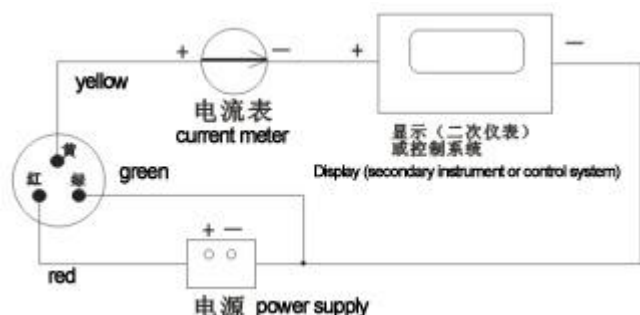 + — + —
yellow
电流表
current meter
显示（二次仪表）
或控制系统
Display (secondary instrument or control system)
黄
红 绿
green
+ —
red
电源 power supply